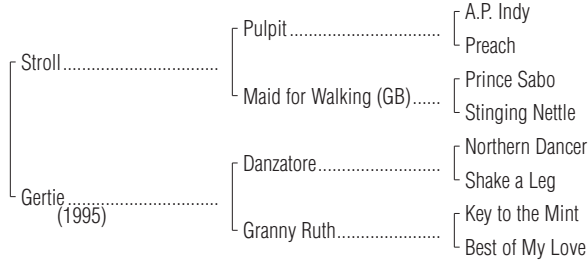 A.P. Indy
Pulpit
Preach
Stroll
Prince Sabo
Maid for Walking (GB)
Stinging Nettle
Northern Dancer
Danzatore
Shake a Leg
Gertie
(1995)
Key to the Mint
Granny Ruth
Best of My Love